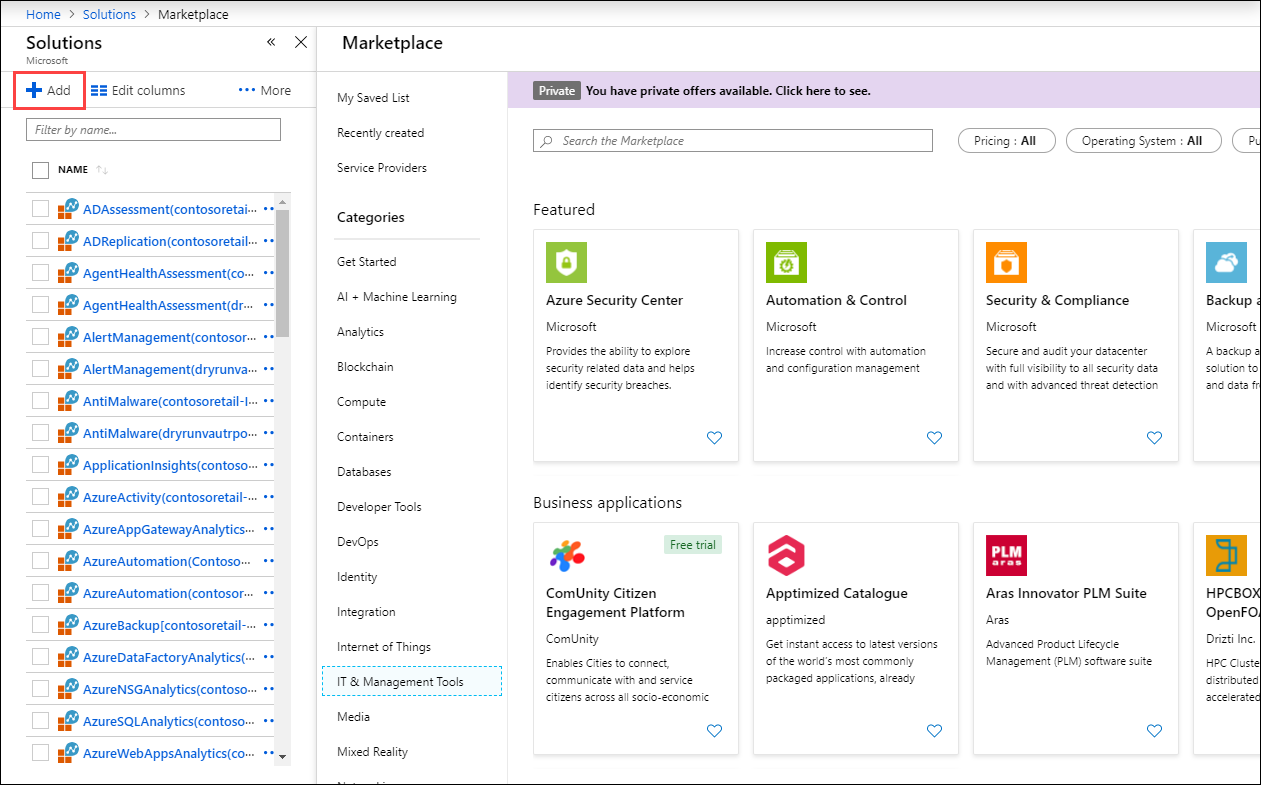 Home > Solutions > Marketplace
Solutions
Microsoft
Add
Edit columns
More
Filter by name...
NAME
ADAssessment(contosoretai...
ADReplication(contosoretail...
AgentHealthAssessment(co...
AgentHealthAssessment(dr...
AlertManagement(contosor...
AlertManagement(dryrunva...
AntiMalware(contosoretail-I...
AntiMalware(dryrunvautrpo...
ApplicationInsights(contoso...
AzureActivity(contosoretail-...
AzureAppGatewayAnalytics...
AzureAutomation(Contoso...
AzureAutomation(contosor...
AzureBackup[contosoretail-...
AzureDataFactoryAnalytics(...
AzureNSGAnalytics(contoso...
AzureSQLAnalytics(contoso...
AzureWebAppsAnalytics(co...
Marketplace
My Saved List
Recently created
Service Providers
Categories
Get Started
AI + Machine Learning
Analytics
Blockchain
Compute
Containers
Databases
Developer Tools
DevOps
Identity
Integration
Internet of Things
IT & Management Tools
Media
Mixed Reality
Private You have private offers available. Click here to see.
Search the Marketplace
Pricing : All
Operating System : All
Pu
Featured
Azure Security Center
Microsoft
Provides the ability to explore
security related data and helps
identify security breaches.
Automation & Control
Microsoft
Increase control with automation
and configuration management
Security & Compliance
Microsoft
Secure and audit your datacenter
with full visibility to all security data
and with advanced threat detection
Backup a
Microsoft
A backup a
solution to
and data fr
Business applications
Free trial
ComUnity Citizen
Engagement Platform
ComUnity
Enables Cities to connect,
communicate with and service
citizens across all socio-economic
Apptimized Catalogue
apptimized
Get instant access to latest versions
of the world's most commonly
packaged applications, already
PLM
aras
Aras Innovator PLM Suite
Aras
Advanced Product Lifecycle
Management (PLM) software suite
HPCBOX
OpenFOA
Drizti Inc.
HPC Cluste
distributed
accelerated